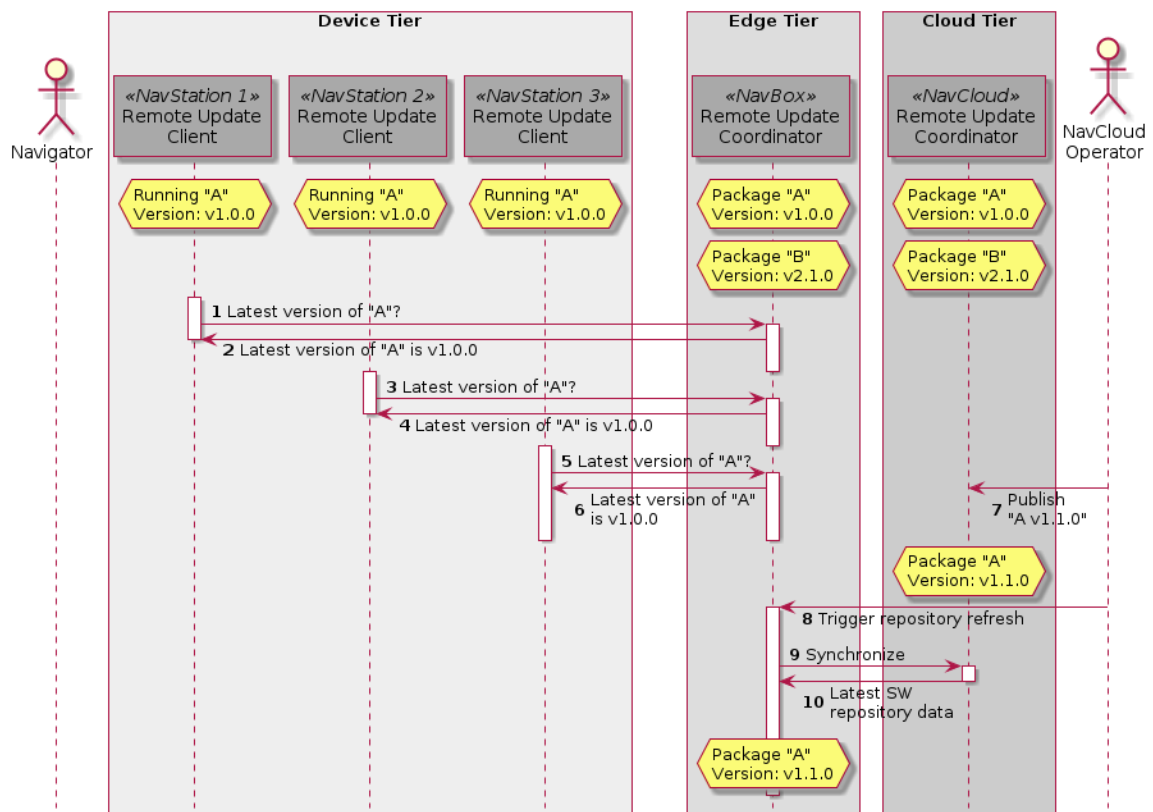 Device Tier
Edge Tier
Cloud Tier
Navigator
«NavStation 1»
Remote Update
Client
«NavStation 2»
Remote Update
Client
«NavStation 3»
Remote Update
Client
«NavBox»
Remote Update
Coordinator
«NavCloud»
Remote Update
Coordinator
NavCloud
Operator
Running "A"
Version: v1.0.0
Running "A"
Version: v1.0.0
Running "A"
Version: v1.0.0
Package "A"
Version: v1.0.0
Package "A"
Version: v1.0.0
Package "B"
Version: v2.1.0
Package "B"
Version: v2.1.0
1 Latest version of "A"?
2 Latest version of "A" is v1.0.0
3 Latest version of "A"?
4 Latest version of "A" is v1.0.0
5 Latest version of "A"?
6 Latest version of "A"
is v1.0.0
7 Publish
"A v1.1.0"
Package "A"
Version: v1.1.0
8 Trigger repository refresh
9 Synchronize
10 Latest SW
repository data
Package "A"
Version: v1.1.0